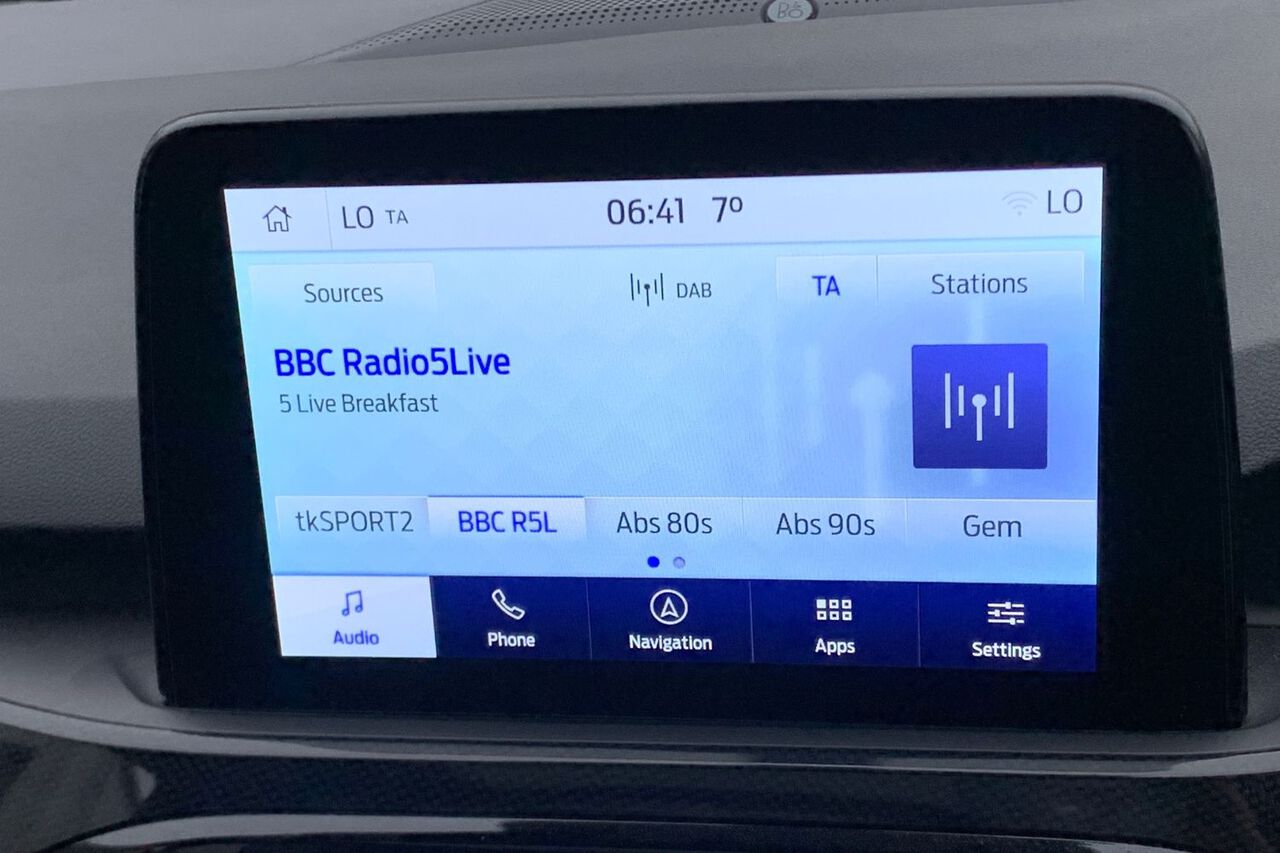 B&O
LO TA 06:41 7º LO
Sources DAB TA Stations
BBC Radio5Live
5 Live Breakfast
tkSPORT2 BBC R5L Abs 80s Abs 90s Gem
Audio Phone Navigation Apps Settings